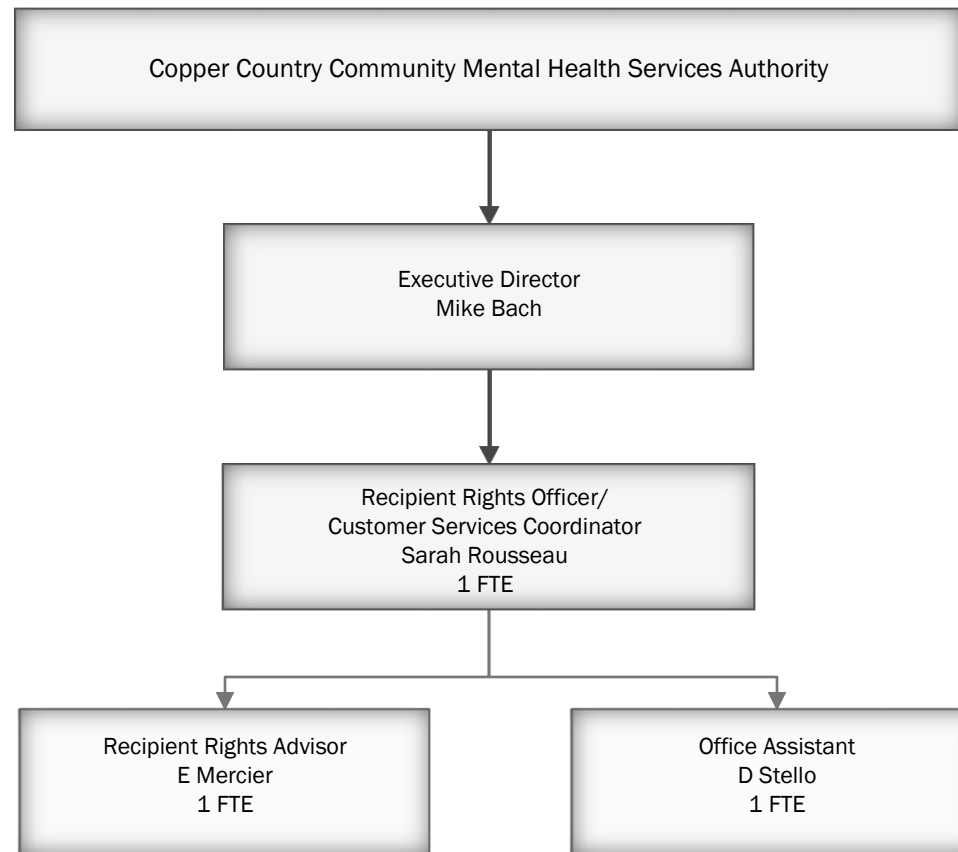 Copper Country Community Mental Health Services Authority
Executive Director
Mike Bach
Recipient Rights Officer/
Customer Services Coordinator
Sarah Rousseau
1 FTE
Recipient Rights Advisor
E Mercier
1 FTE
Office Assistant
D Stello
1 FTE